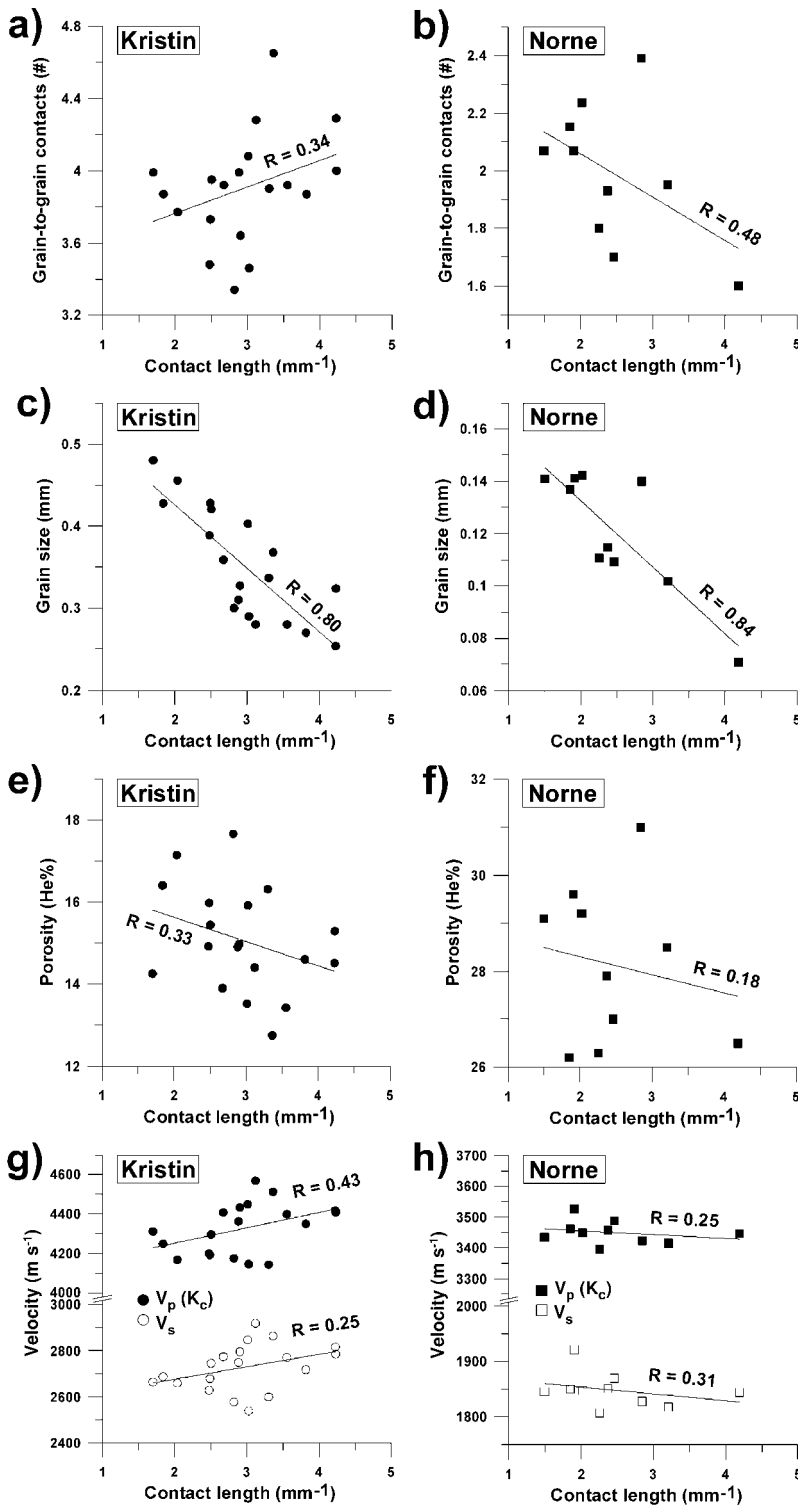 a)
Kristin
Grain-to-grain contacts (#)
4.8
4.4
4
3.6
3.2
R = 0.34
1 2 3 4 5
Contact length (mm-1)
b)
Norne
Grain-to-grain contacts (#)
2.4
2.2
2
1.8
1.6
R = 0.48
1 2 3 4 5
Contact length (mm-1)
c)
Kristin
Grain size (mm)
0.5
0.4
0.3
0.2
R = 0.80
1 2 3 4 5
Contact length (mm-1)
d)
Norne
Grain size (mm)
0.16
0.14
0.12
0.1
0.08
0.06
R = 0.84
1 2 3 4 5
Contact length (mm-1)
e)
Kristin
Porosity (He%)
18
16
14
12
R = 0.33
1 2 3 4 5
Contact length (mm-1)
f)
Norne
Porosity (He%)
32
30
28
26
R = 0.18
1 2 3 4 5
Contact length (mm-1)
g)
Kristin
Velocity (m s-1)
4600
4400
4200
4000
3000
2800
2600
2400
R = 0.43
Vp (Kc)
Vs
R = 0.25
1 2 3 4 5
Contact length (mm-1)
h)
Norne
Velocity (m s-1)
3700
3600
3500
3400
3300
2000
1900
1800
R = 0.25
Vp (Kc)
Vs
R = 0.31
1 2 3 4 5
Contact length (mm-1)